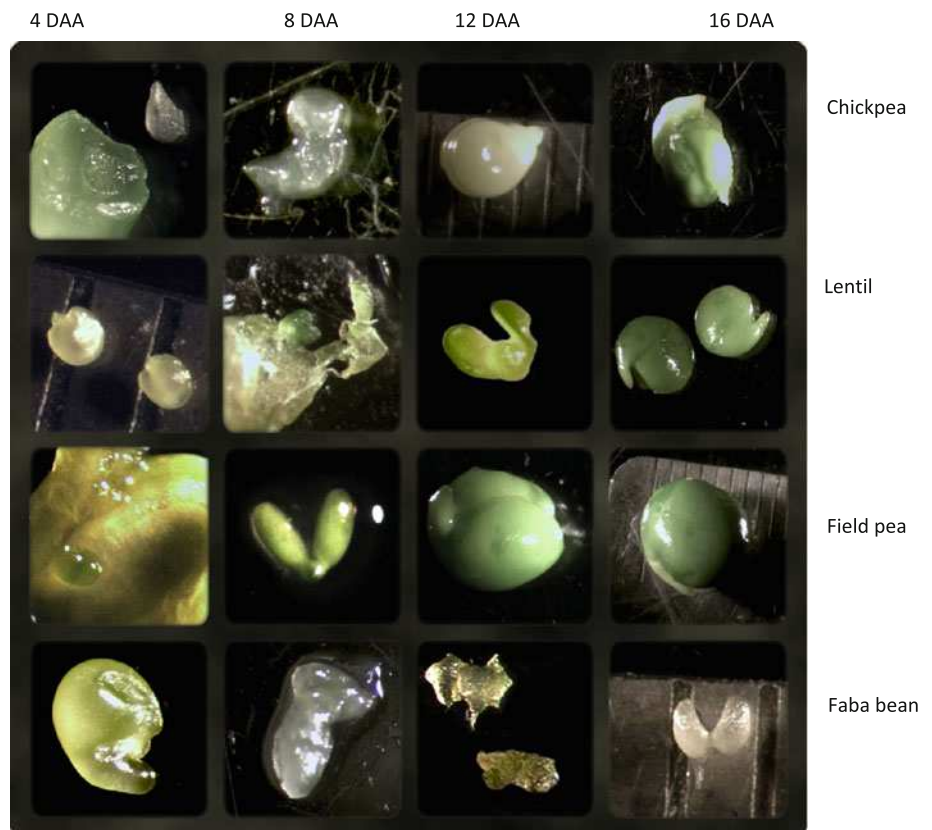 4 DAA 8 DAA 12 DAA 16 DAA
Chickpea
Lentil
Field pea
Faba bean